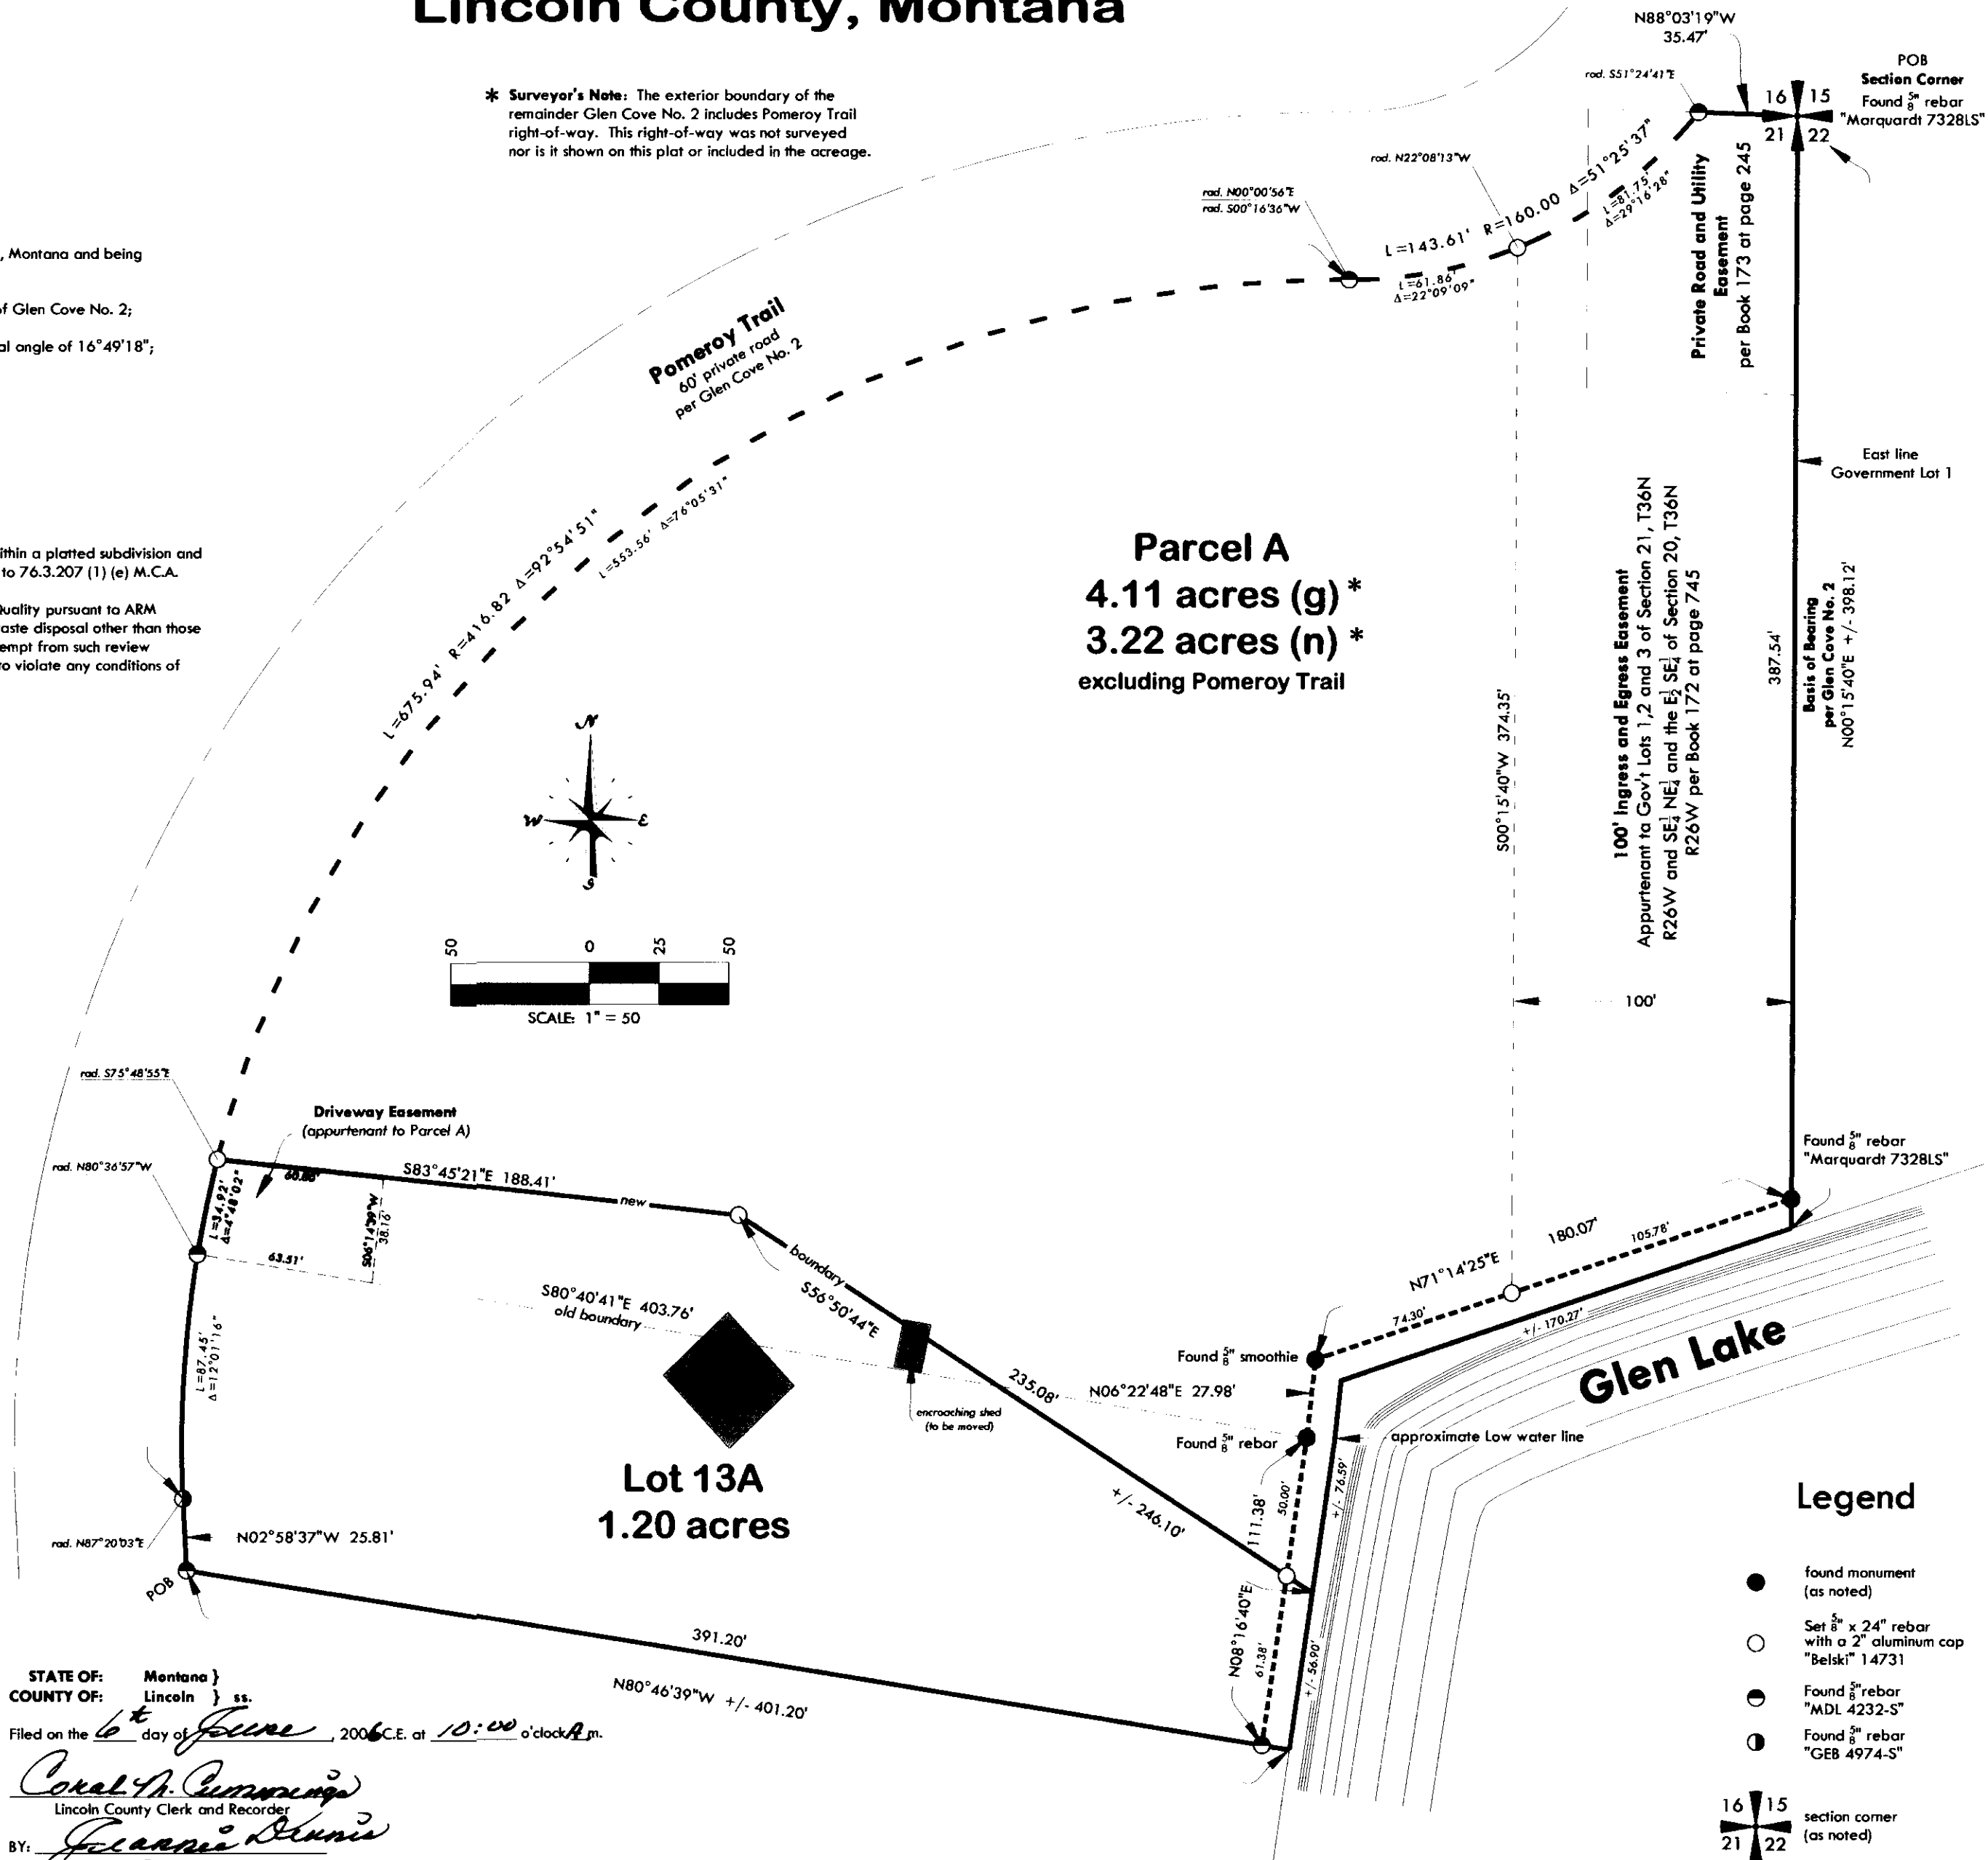 Lincoln County, Montana
* Surveyor's Note: The exterior boundary of the
remainder Glen Cove No. 2 includes Pomeroy Trail
right-of-way. This right-of-way was not surveyed
nor is it shown on this plat or included in the acreage.
N88°03'19"W
35.47'
rad. S51°24'41"E
POB
Section Corner
Found 5/8" rebar
"Marquardt 7328LS"
16 15
21 22
rad. N22°08'13"W
rad. N00°00'56"E
rad. S00°16'36"W
L=143.61' R=160.00 Δ=51°25'37"
L=81.75'
Δ=29°16'28"
L=61.86'
Δ=22°09'09"
Private Road and Utility
Easement
per Book 173 at page 245
, Montana and being
of Glen Cove No. 2;
al angle of 16°49'18";
Pomeroy Trail
60' private road
per Glen Cove No. 2
East line
Government Lot 1
ithin a platted subdivision and
to 76.3.207 (1) (e) M.C.A.
Quality pursuant to ARM
aste disposal other than those
empt from such review
to violate any conditions of
L=675.94' R=416.82 Δ=92°54'51"
L=553.56' Δ=76°05'31"
Parcel A
4.11 acres (g) *
3.22 acres (n) *
excluding Pomeroy Trail
S00°15'40"W 374.35'
100' Ingress and Egress Easement
Appurtenant to Gov't Lots 1,2 and 3 of Section 21, T36N
R26W and SE1/4 NE1/4 and the E1/2 SE1/4 of Section 20, T36N
R26W per Book 172 at page 745
387.54'
Basis of Bearing
per Glen Cove No. 2
N00°15'40"E +/- 398.12'
N
W E
S
50 0 25 50
SCALE: 1" = 50
100'
rad. S75°48'55"E
Driveway Easement
(appurtenant to Parcel A)
rad. N80°36'57"W
L=34.92'
Δ=4°48'02"
S83°45'21"E 188.41'
new
S06°14'39"W
38.16'
63.51'
boundary
S56°50'44"E
235.08'
+/- 246.10'
S80°40'41"E 403.76'
old boundary
encroaching shed
(to be moved)
L=87.45'
Δ=12°01'16"
Found 5/8" rebar
"Marquardt 7328LS"
180.07'
105.78'
N71°14'25"E
74.30'
+/- 170.27'
Glen Lake
Found 5/8" smoothie
N06°22'48"E 27.98'
Found 5/8" rebar
approximate Low water line
111.38'
50.00'
+/- 76.59'
Lot 13A
1.20 acres
rad. N87°20'03"E
N02°58'37"W 25.81'
POB
391.20'
N80°46'39"W +/- 401.20'
N08°16'40"E
61.38'
+/- 56.90'
Legend
found monument
(as noted)
Set 5/8" x 24" rebar
with a 2" aluminum cap
"Belski" 14731
Found 5/8" rebar
"MDL 4232-S"
Found 5/8" rebar
"GEB 4974-S"
16 15
21 22
section corner
(as noted)
STATE OF: Montana }
COUNTY OF: Lincoln } ss.
Filed on the 6th day of June, 2006 C.E. at 10:00 o'clock A.m.
Coral M. Cummings
Lincoln County Clerk and Recorder
BY: Jeannie Dennis